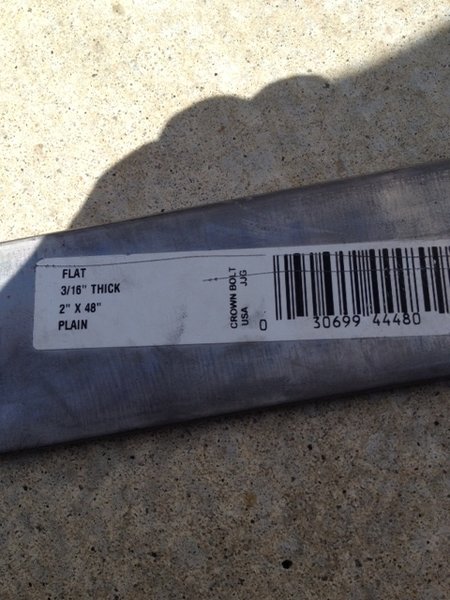 FLAT
3/16" THICK
2" X 48"
PLAIN
CROWN BOLT
USA JJG
0 30699 44480